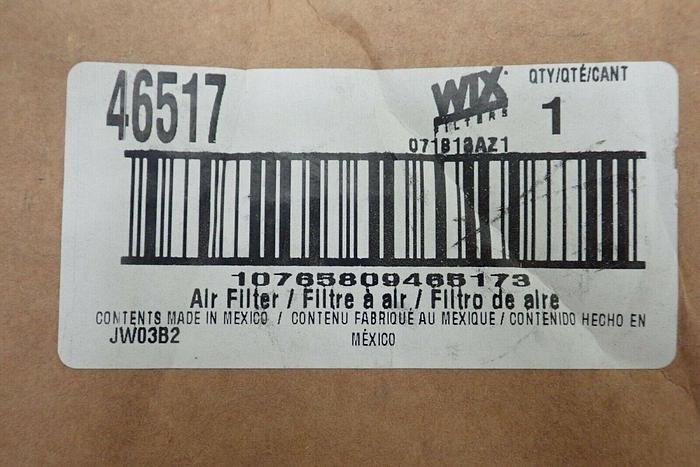 46517
WIX
FILTERS
QTY/QTÉ/CANT
1
071818AZ1
10765809465173
Air Filter / Filtre à air / Filtro de aire
CONTENTS MADE IN MEXICO / CONTENU FABRIQUÉ AU MEXIQUE / CONTENIDO HECHO EN
MÉXICO
JW03B2